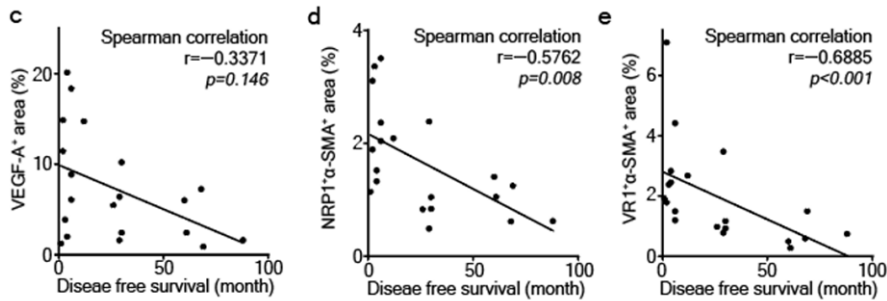 c
Spearman correlation
r=−0.3371
p=0.146
VEGF-A⁺ area (%)
20
10
0
0
50
100
Diseae free survival (month)
d
Spearman correlation
r=−0.5762
p=0.008
NRP1⁺α-SMA⁺ area (%)
4
2
0
0
50
100
Diseae free survival (month)
e
Spearman correlation
r=−0.6885
p<0.001
VR1⁺α-SMA⁺ area (%)
6
4
2
0
0
50
100
Diseae free survival (month)